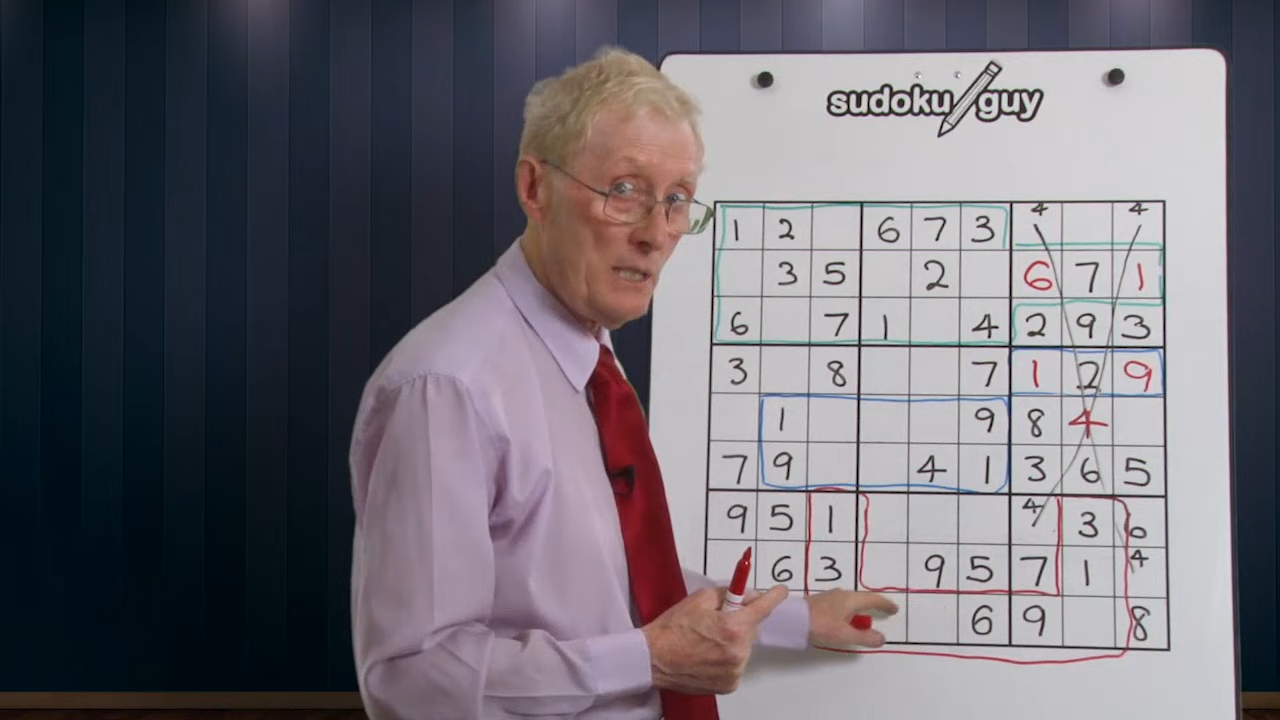 sudoku guy
4 4
1 2 6 7 3
3 5 2 6 7 1
6 7 1 4 2 9 3
3 8 7 1 2 9
1 9 8 4
7 9 4 1 3 6 5
9 5 1 4 3 6
6 3 9 5 7 1 4
6 9 8